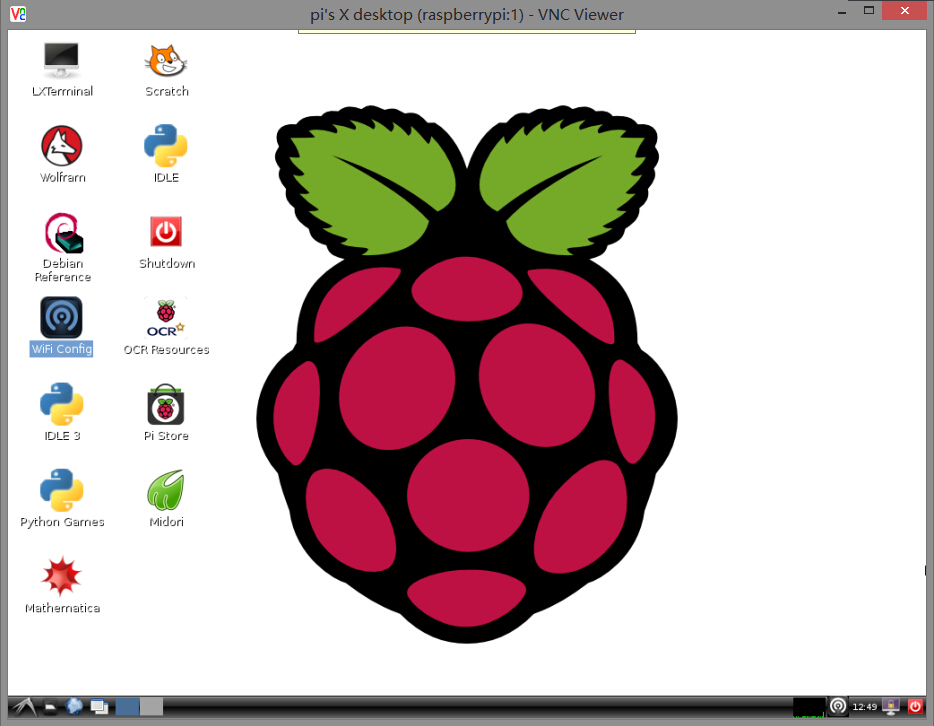 pi's X desktop (raspberrypi:1) - VNC Viewer
LXTerminal
Scratch
Wolfram
IDLE
Debian
Reference
Shutdown
WiFi Config
OCR
OCR Resources
IDLE 3
Pi Store
Python Games
Midori
Mathematica
12:49